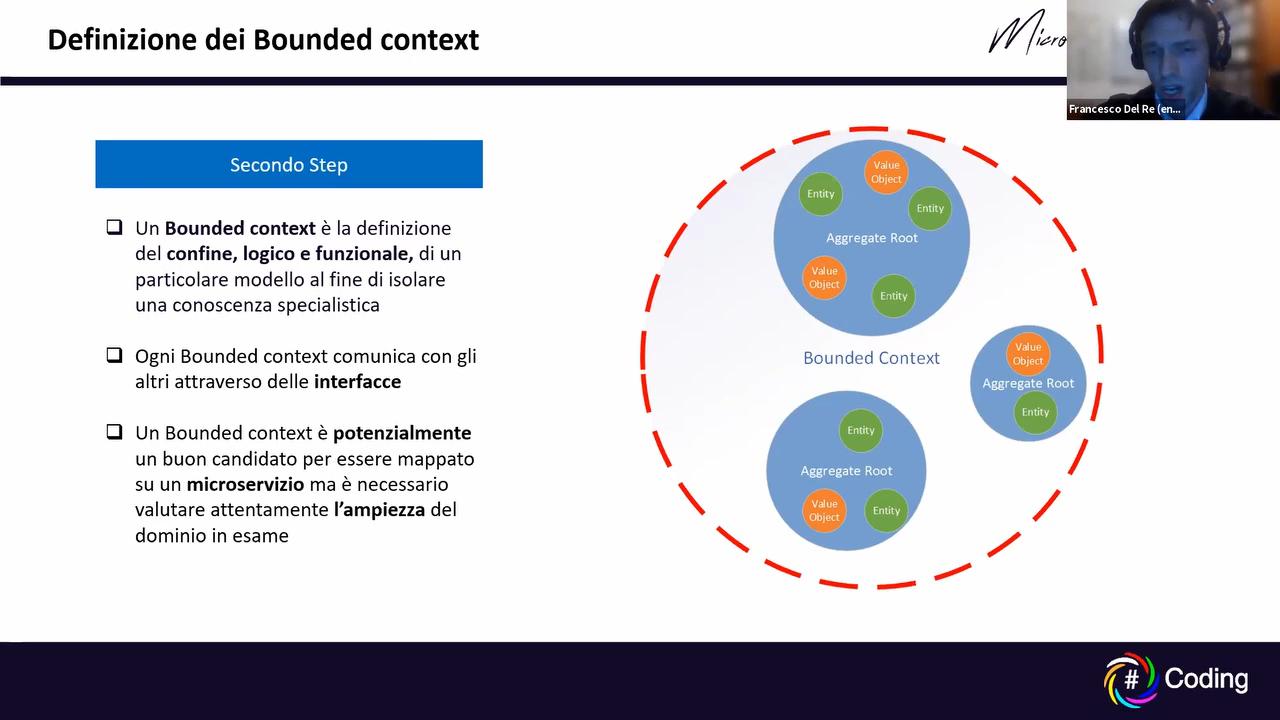 Definizione dei Bounded context
Micro
Francesco Del Re (en...
Secondo Step
Un Bounded context è la definizione
del confine, logico e funzionale, di un
particolare modello al fine di isolare
una conoscenza specialistica
Ogni Bounded context comunica con gli
altri attraverso delle interfacce
Un Bounded context è potenzialmente
un buon candidato per essere mappato
su un microservizio ma è necessario
valutare attentamente l'ampiezza del
dominio in esame
Value
Object
Entity
Entity
Aggregate Root
Value
Object
Entity
Bounded Context
Value
Object
Aggregate Root
Entity
Entity
Aggregate Root
Value
Object
Entity
# Coding